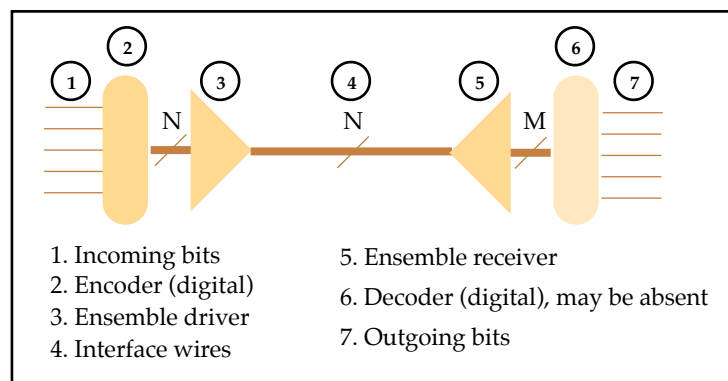 2
6
1
3
4
5
7
N
N
M
1. Incoming bits
2. Encoder (digital)
3. Ensemble driver
4. Interface wires
5. Ensemble receiver
6. Decoder (digital), may be absent
7. Outgoing bits